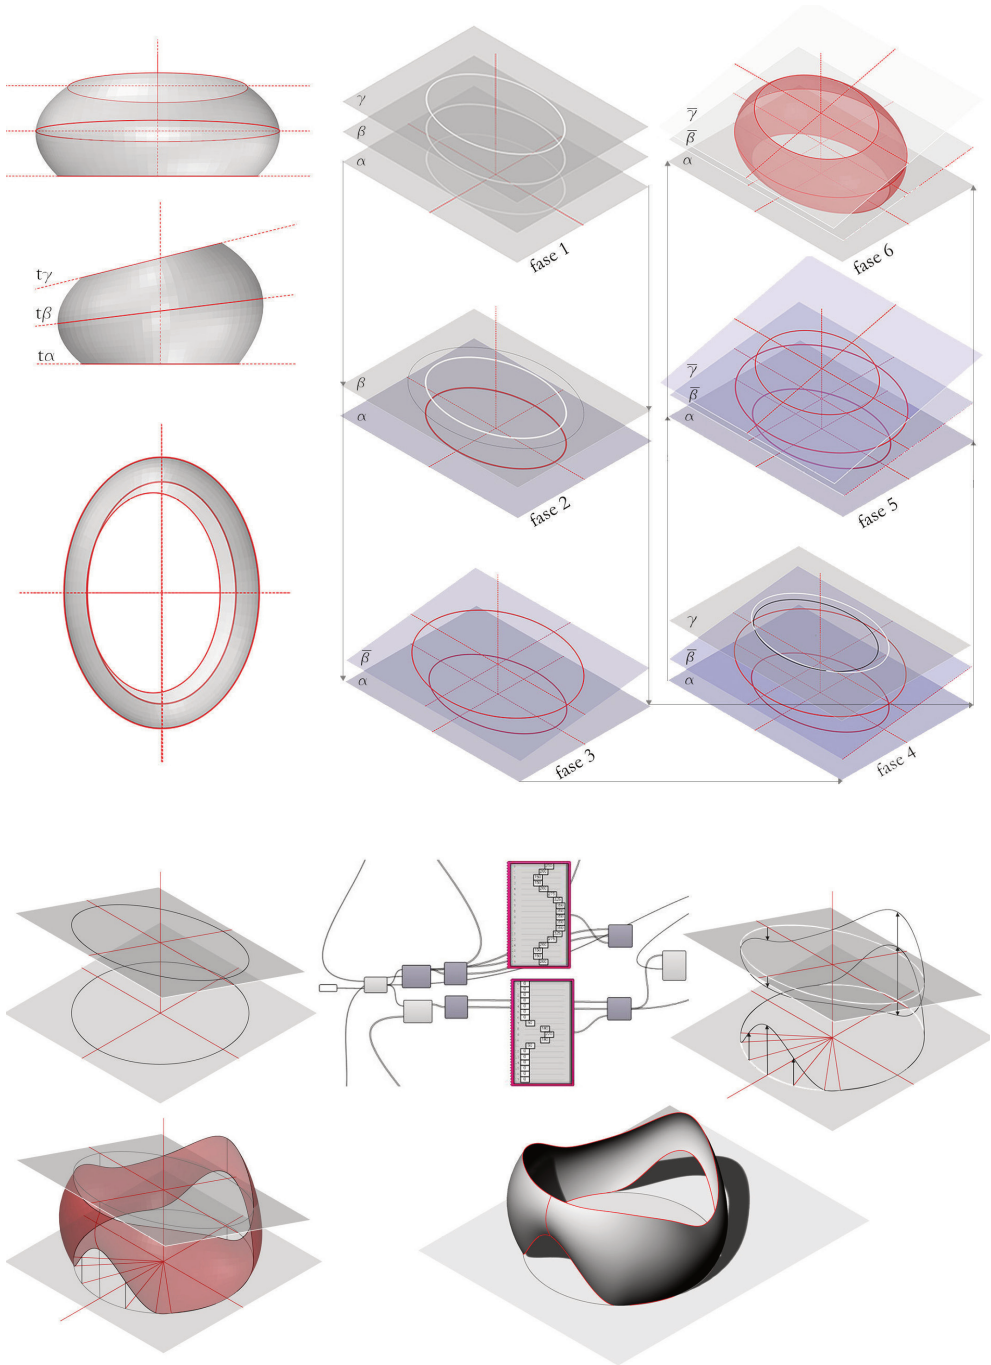 tγ
tβ
tα
γ
β
α
fase 1
γ̅
β̅
α
fase 6
β
α
fase 2
γ̅
β̅
α
fase 5
β̅
α
fase 3
γ
β̅
α
fase 4